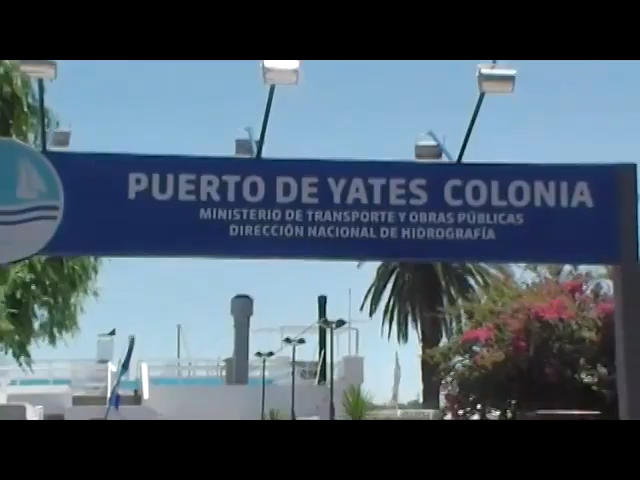 PUERTO DE YATES COLONIA
MINISTERIO DE TRANSPORTE Y OBRAS PÚBLICAS
DIRECCIÓN NACIONAL DE HIDROGRAFÍA